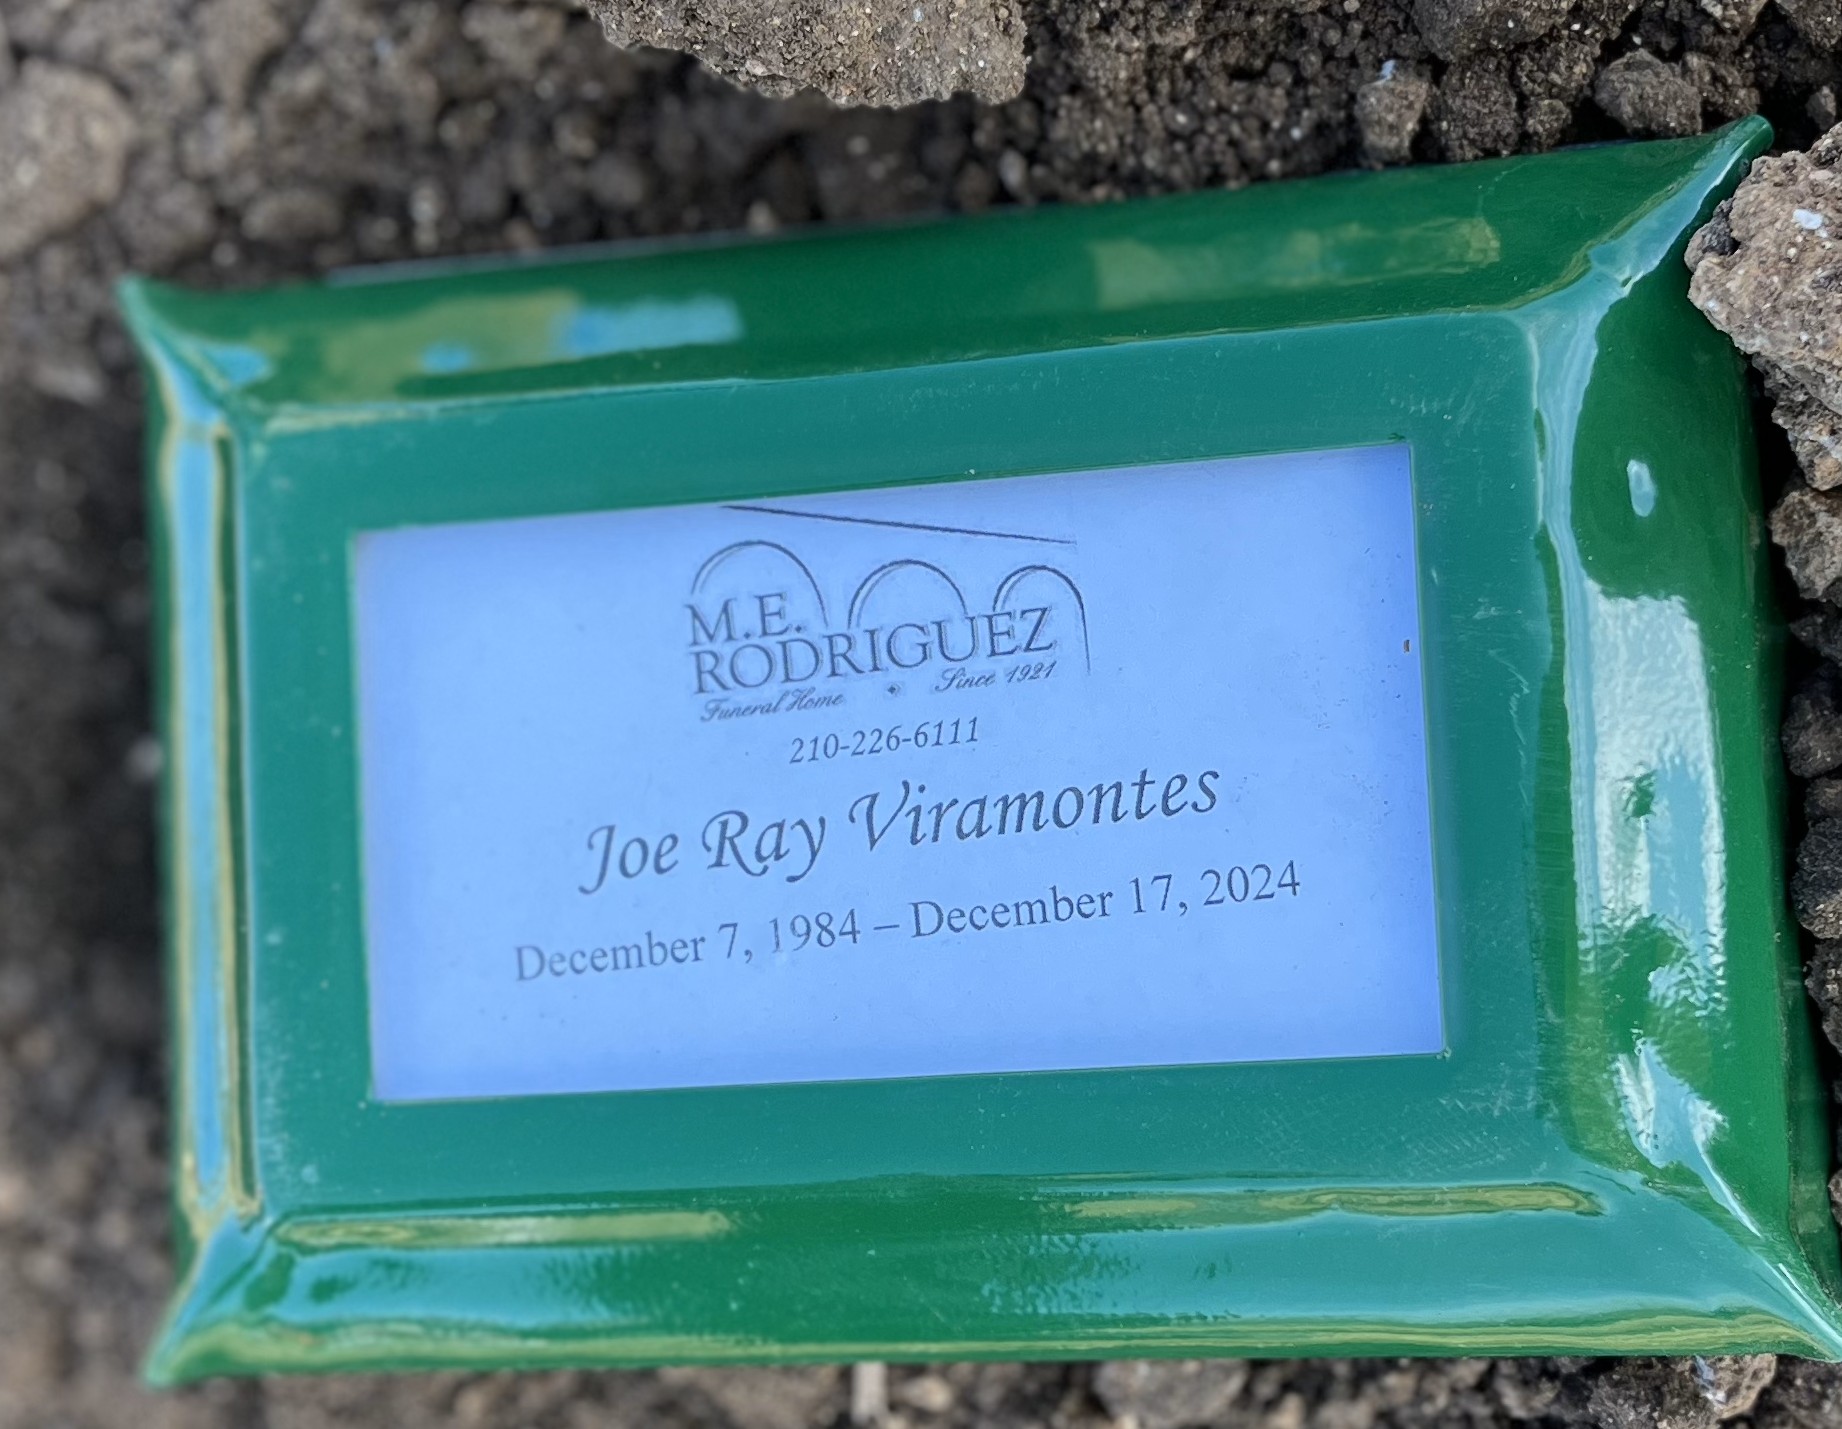 M.E.
RODRIGUEZ
Funeral Home Since 1921
210-226-6111
Joe Ray Viramontes
December 7, 1984 – December 17, 2024